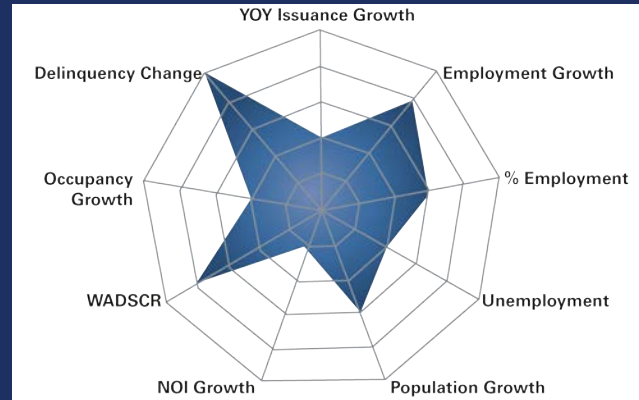 YOY Issuance Growth
Delinquency Change
Employment Growth
Occupancy
Growth
% Employment
WADSCR
Unemployment
NOI Growth
Population Growth